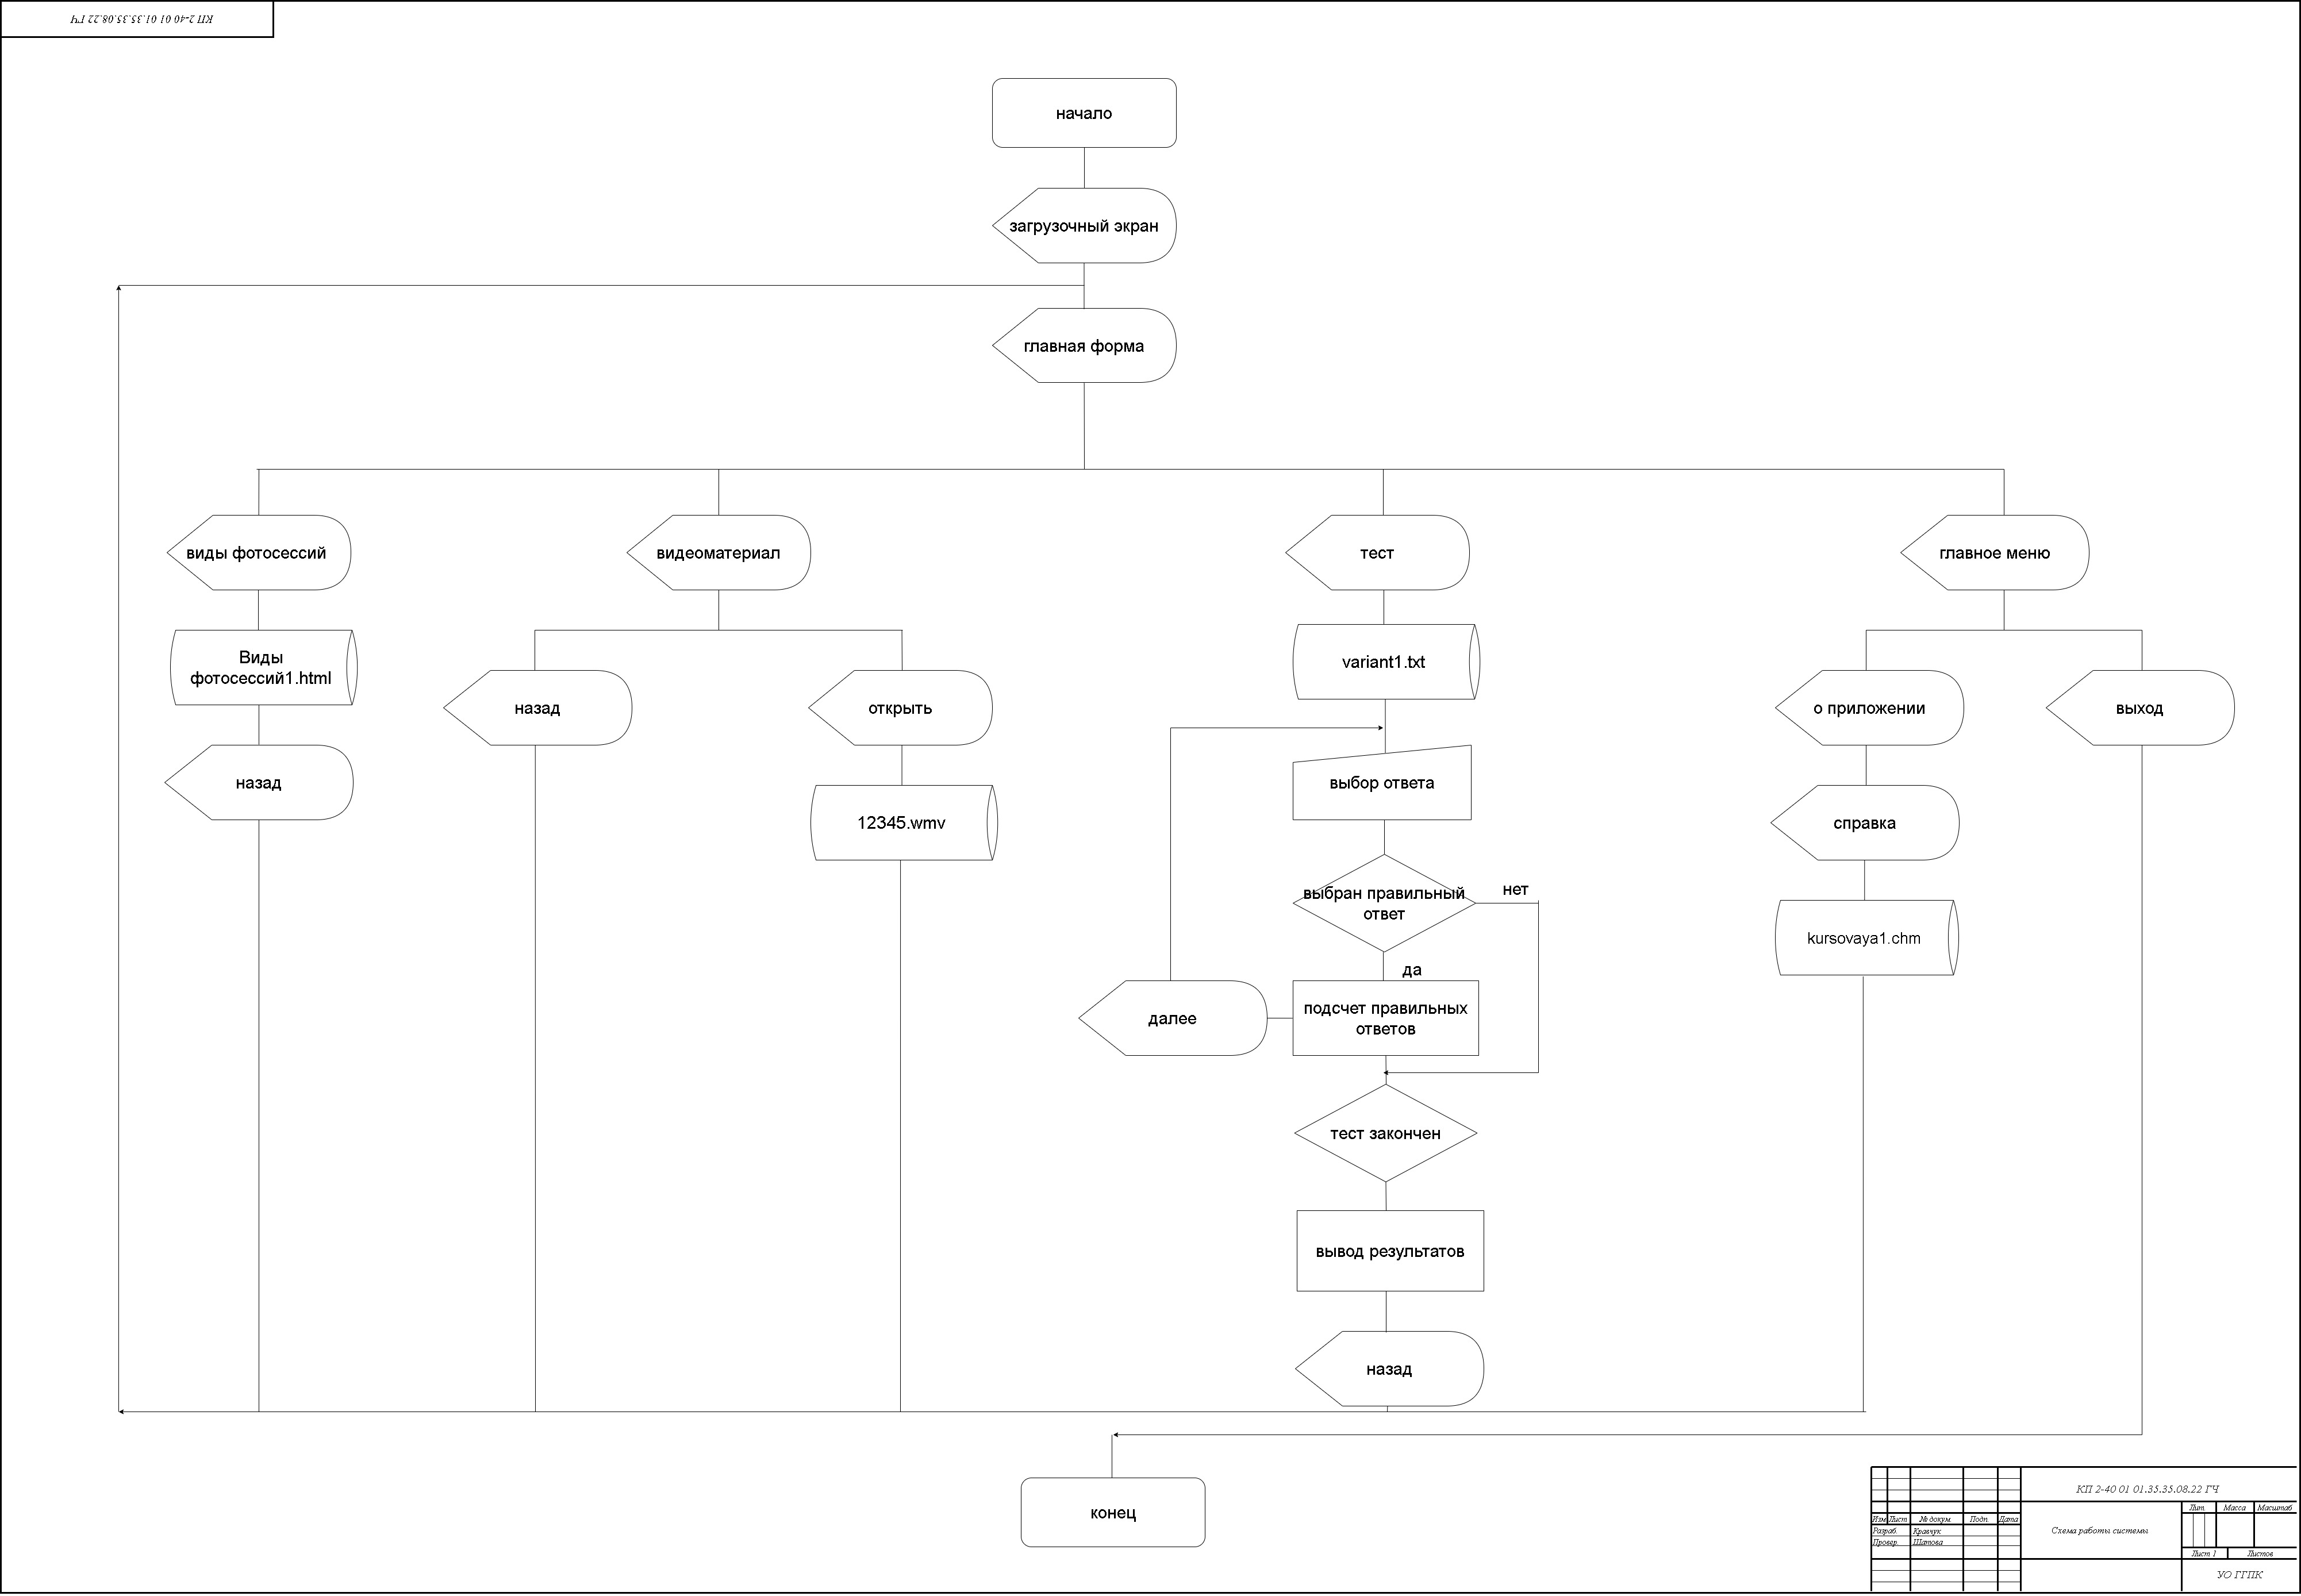 КП 2-40 01 01.35.35.08.22 ГЧ
начало
загрузочный экран
главная форма
виды фотосессий
видеоматериал
тест
главное меню
Виды
фотосессий1.html
variant1.txt
назад
открыть
о приложении
выход
назад
выбор ответа
12345.wmv
справка
выбран правильный
ответ
нет
kursovaya1.chm
да
далее
подсчет правильных
ответов
тест закончен
вывод результатов
назад
конец
КП 2-40 01 01.35.35.08.22 ГЧ
Лит. Масса Масштаб
Изм Лист № докум. Подп. Дата
Разраб. Кравчук
Схема работы системы
Провер. Шатова
Лист 1 Листов
УО ГГПК